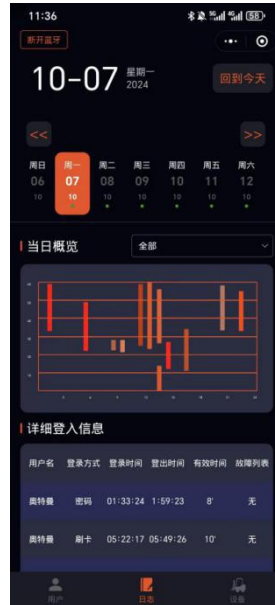 11:36
5G 4G 58
断开蓝牙
10-07 星期一
2024
回到今天
<< >>
周日 周一 周二 周三 周四 周五 周六
06 07 08 09 10 11 12
10 10 10 10 10 10 10
当日概览 全部
详细登入信息
用户名 登录方式 登录时间 登出时间 有效时间 故障列表
奥特曼 密码 01:33:24 1:59:23 8' 无
奥特曼 刷卡 05:22:17 05:49:26 10' 无
用户 日志 设备